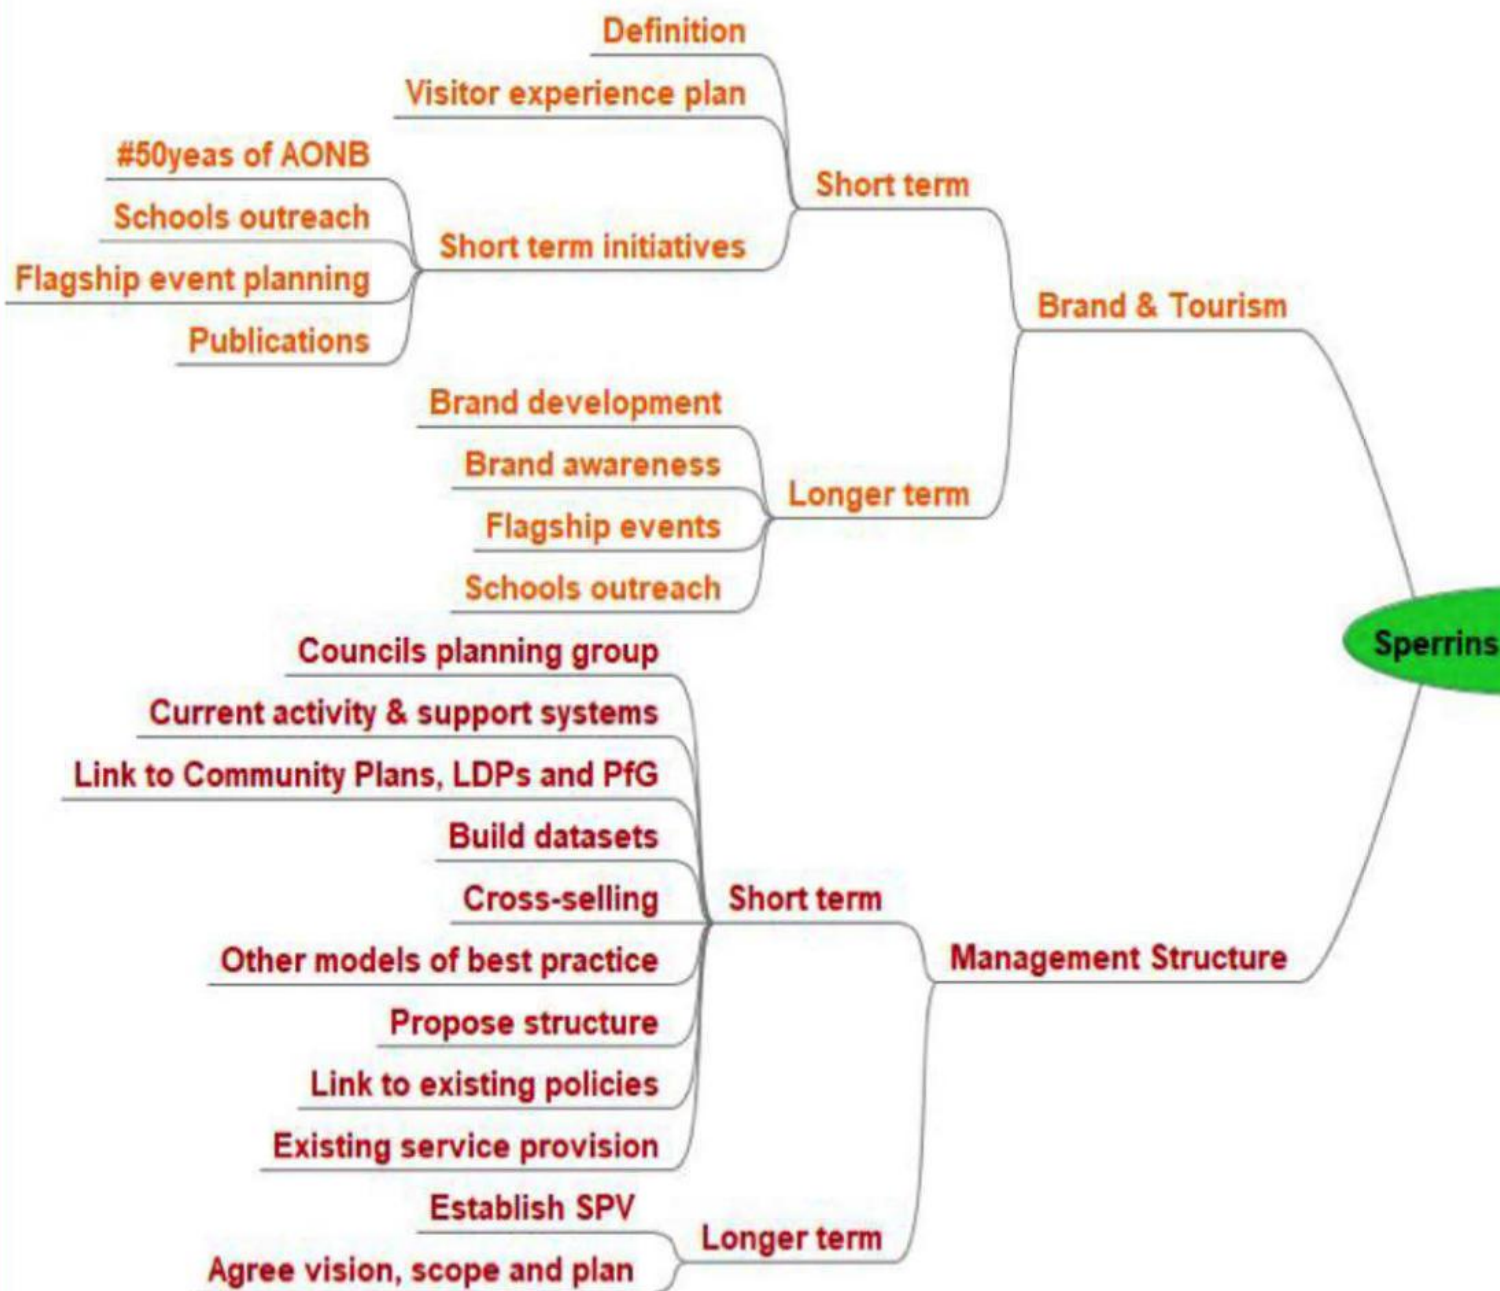 Definition
Visitor experience plan
#50yeas of AONB
Short term
Schools outreach
Short term initiatives
Flagship event planning
Brand & Tourism
Publications
Brand development
Brand awareness
Longer term
Flagship events
Schools outreach
Sperrins
Councils planning group
Current activity & support systems
Link to Community Plans, LDPs and PfG
Build datasets
Cross-selling
Short term
Other models of best practice
Management Structure
Propose structure
Link to existing policies
Existing service provision
Establish SPV
Longer term
Agree vision, scope and plan